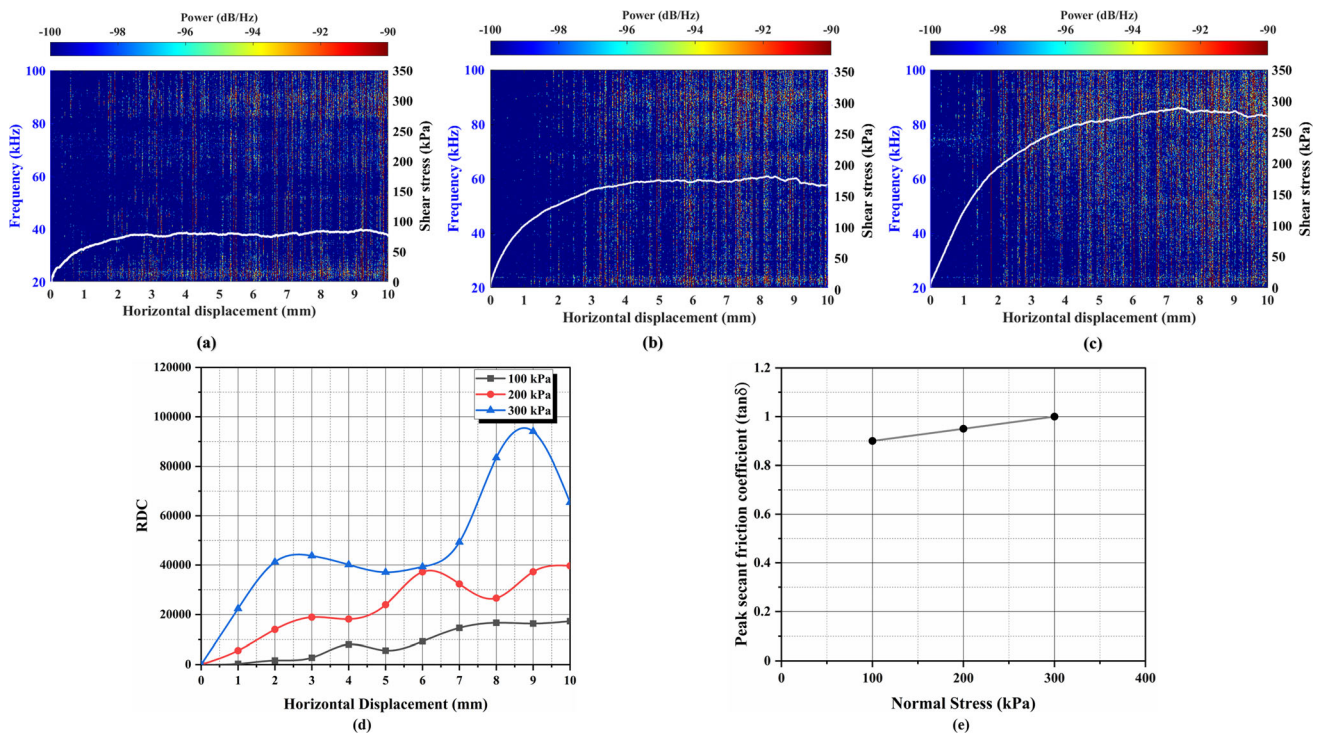 Power (dB/Hz)
-100 -98 -96 -94 -92 -90
100
80
60
40
20
Frequency (kHz)
350
300
250
200
150
100
50
0
Shear stress (kPa)
0 1 2 3 4 5 6 7 8 9 10
Horizontal displacement (mm)
(a)
Power (dB/Hz)
-100 -98 -96 -94 -92 -90
100
80
60
40
20
Frequency (kHz)
350
300
250
200
150
100
50
0
Shear stress (kPa)
0 1 2 3 4 5 6 7 8 9 10
Horizontal displacement (mm)
(b)
Power (dB/Hz)
-100 -98 -96 -94 -92 -90
100
80
60
40
20
Frequency (kHz)
350
300
250
200
150
100
50
0
Shear stress (kPa)
0 1 2 3 4 5 6 7 8 9 10
Horizontal displacement (mm)
(c)
120000
100000
80000
60000
40000
20000
0
RDC
100 kPa
200 kPa
300 kPa
0 1 2 3 4 5 6 7 8 9 10
Horizontal Displacement (mm)
(d)
1.2
1
0.8
0.6
0.4
0.2
0
Peak secant friction coefficient (tanδ)
0 100 200 300 400
Normal Stress (kPa)
(e)